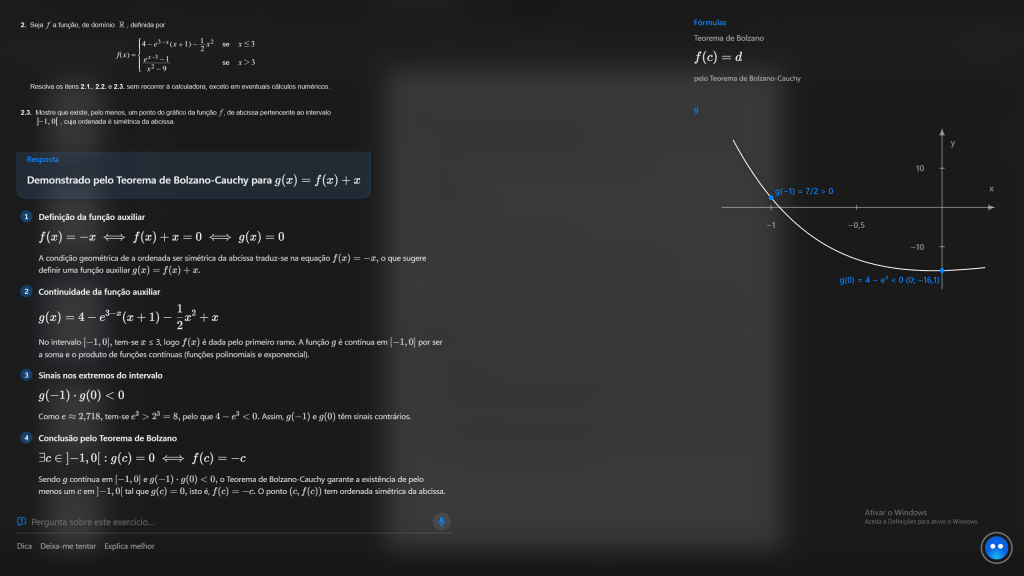 2. Seja f a função, de domínio ℝ, definida por
f(x) = { 4 − e^{3−x}(x+1) − 1/2 x² se x ≤ 3
e^{x−3} − 1 / x² − 9 se x > 3
Resolva os itens 2.1., 2.2. e 2.3. sem recorrer à calculadora, exceto em eventuais cálculos numéricos.
2.3. Mostre que existe, pelo menos, um ponto do gráfico da função f, de abcissa pertencente ao intervalo
]−1,0[ , cuja ordenada é simétrica da abcissa.
Resposta
Demonstrado pelo Teorema de Bolzano-Cauchy para g(x) = f(x) + x
1 Definição da função auxiliar
f(x) = −x ⟺ f(x) + x = 0 ⟺ g(x) = 0
A condição geométrica de a ordenada ser simétrica da abcissa traduz-se na equação f(x) = −x, o que sugere
definir uma função auxiliar g(x) = f(x) + x.
2 Continuidade da função auxiliar
g(x) = 4 − e^{3−x}(x + 1) − 1/2 x² + x
No intervalo [−1, 0], tem-se x ≤ 3, logo f(x) é dada pelo primeiro ramo. A função g é contínua em [−1, 0] por ser
a soma e o produto de funções contínuas (funções polinomiais e exponencial).
3 Sinais nos extremos do intervalo
g(−1) · g(0) < 0
Como e ≈ 2,718, tem-se e³ > 2³ = 8, pelo que 4 − e³ < 0. Assim, g(−1) e g(0) têm sinais contrários.
4 Conclusão pelo Teorema de Bolzano
∃c ∈ ]−1, 0[ : g(c) = 0 ⟺ f(c) = −c
Sendo g contínua em [−1, 0] e g(−1) · g(0) < 0, o Teorema de Bolzano-Cauchy garante a existência de pelo
menos um c em ]−1, 0[ tal que g(c) = 0, isto é, f(c) = −c. O ponto (c, f(c)) tem ordenada simétrica da abcissa.
Pergunta sobre este exercício...
Dica Deixa-me tentar Explica melhor
Fórmulas
Teorema de Bolzano
f(c) = d
pelo Teorema de Bolzano-Cauchy
g
y
10
x
g(−1) = 7/2 > 0
−1
−0,5
−10
g(0) = 4 − e³ < 0 (0; −16,1)
Ativar o Windows
Aceda a Definições para ativar o Windows.